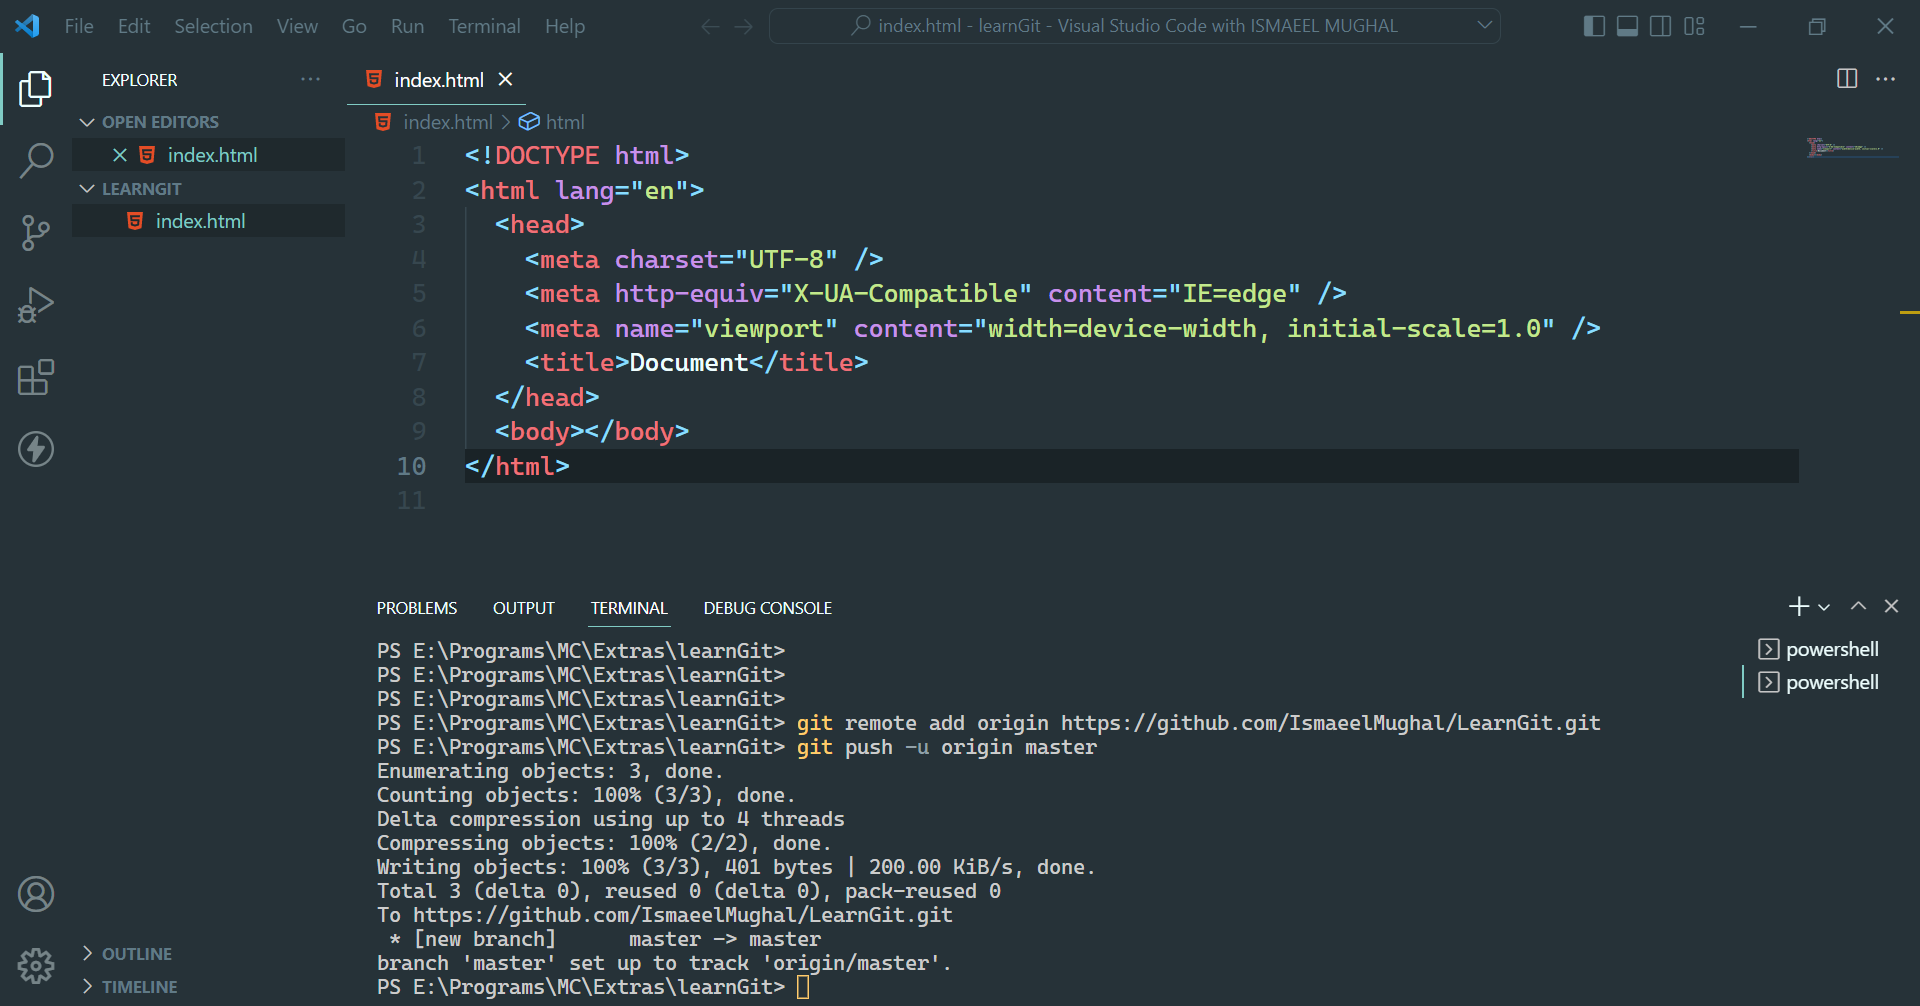 File Edit Selection View Go Run Terminal Help
index.html - learnGit - Visual Studio Code with ISMAEEL MUGHAL
EXPLORER
OPEN EDITORS
index.html
LEARNGIT
index.html
index.html
index.html > html
1 <!DOCTYPE html>
2 <html lang="en">
3 <head>
4 <meta charset="UTF-8" />
5 <meta http-equiv="X-UA-Compatible" content="IE=edge" />
6 <meta name="viewport" content="width=device-width, initial-scale=1.0" />
7 <title>Document</title>
8 </head>
9 <body></body>
10 </html>
11
PROBLEMS OUTPUT TERMINAL DEBUG CONSOLE
PS E:\Programs\MC\Extras\learnGit>
PS E:\Programs\MC\Extras\learnGit>
PS E:\Programs\MC\Extras\learnGit>
PS E:\Programs\MC\Extras\learnGit> git remote add origin https://github.com/IsmaeelMughal/LearnGit.git
PS E:\Programs\MC\Extras\learnGit> git push -u origin master
Enumerating objects: 3, done.
Counting objects: 100% (3/3), done.
Delta compression using up to 4 threads
Compressing objects: 100% (2/2), done.
Writing objects: 100% (3/3), 401 bytes | 200.00 KiB/s, done.
Total 3 (delta 0), reused 0 (delta 0), pack-reused 0
To https://github.com/IsmaeelMughal/LearnGit.git
* [new branch] master -> master
branch 'master' set up to track 'origin/master'.
PS E:\Programs\MC\Extras\learnGit>
powershell
powershell
OUTLINE
TIMELINE